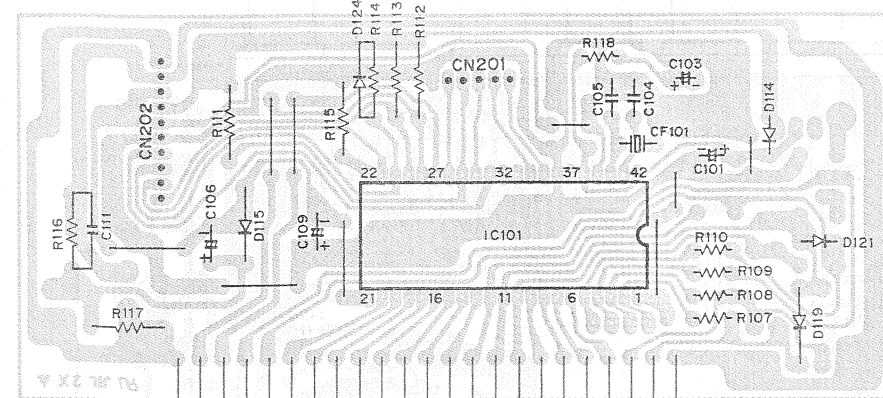 D124
R114
R113
R112
CN201
R118
C103
+ -
C105
C104
D114
CN202
R111
R115
CF101
C101
- +
22 27 32 37 42
R116
C111
C106
D115
C109
IC101
R110
D121
R109
R108
R107
D119
21 16 11 6 1
R117